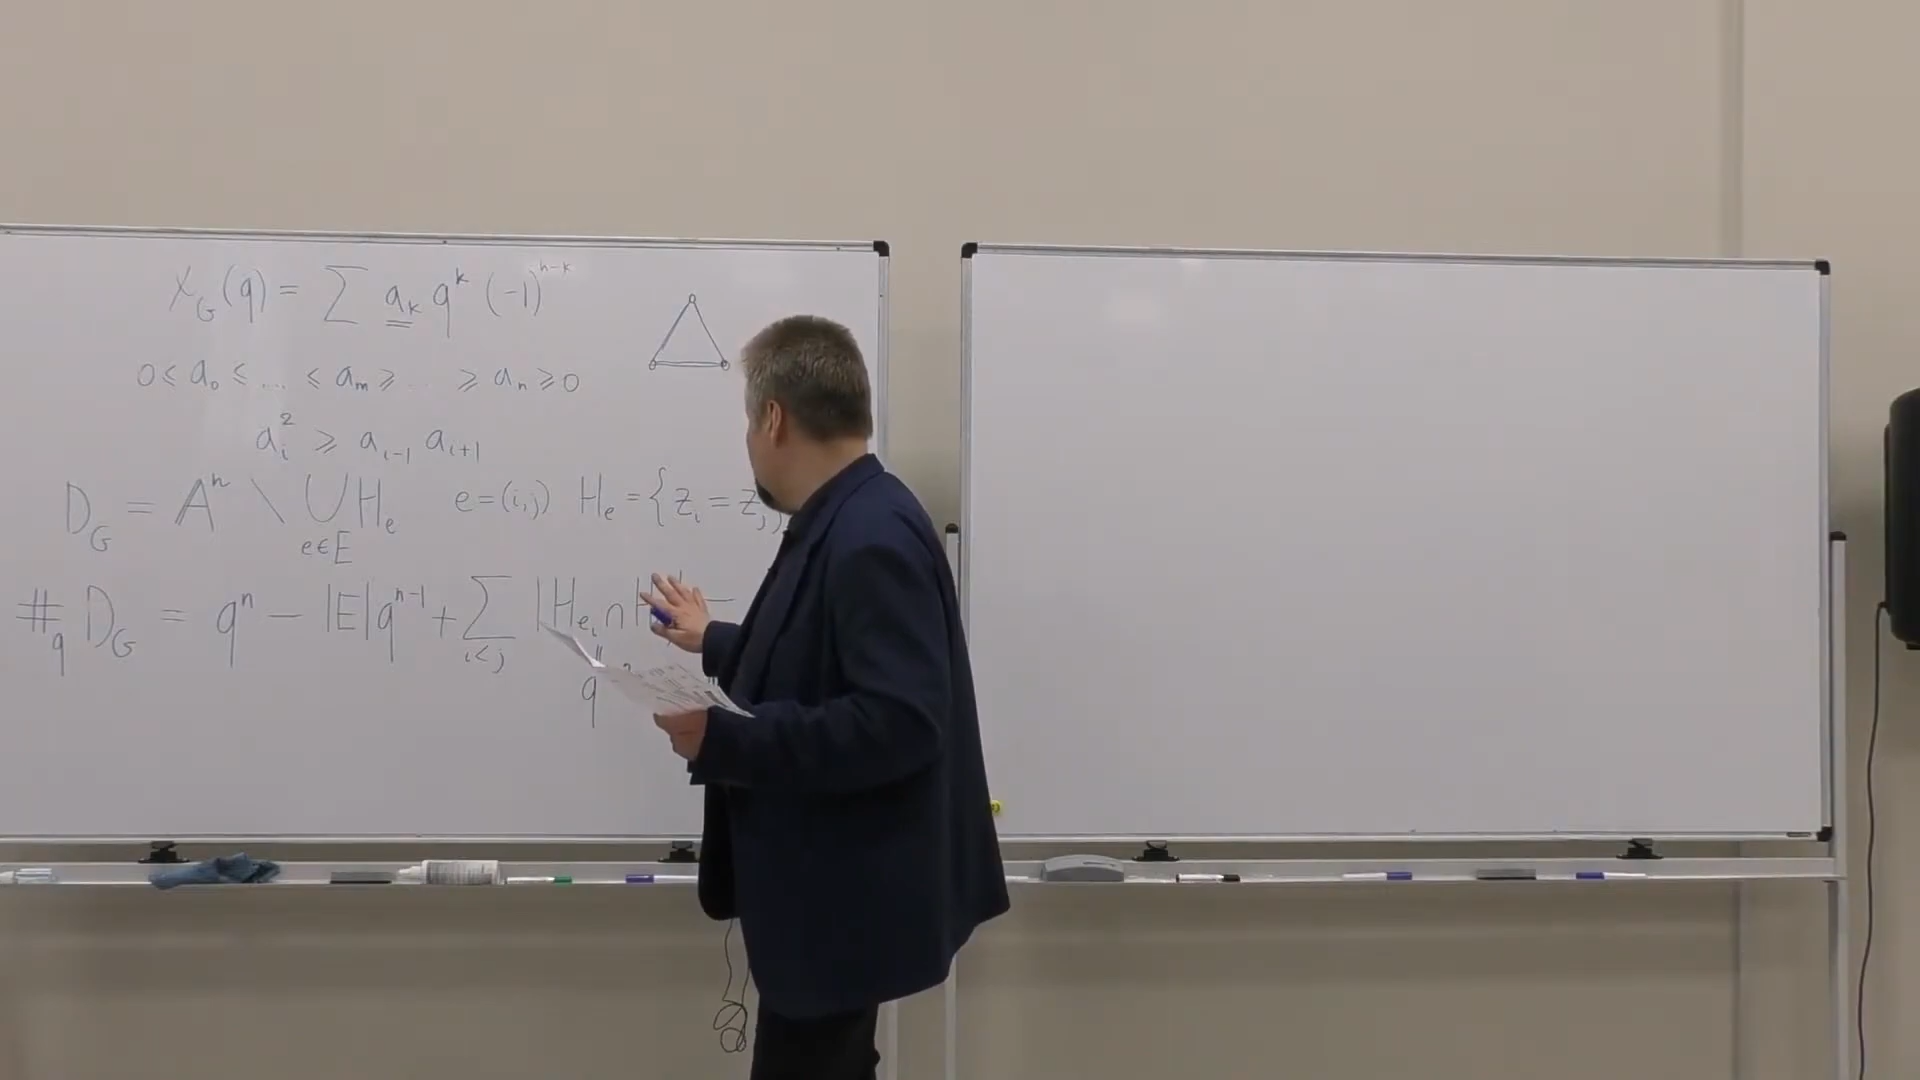 χ_G(q) = Σ a_k q^k (-1)^{n-k}
0 ≤ a_0 ≤ ... ≤ a_m ≥ ... ≥ a_n ≥ 0
a_i^2 ≥ a_{i-1} a_{i+1}
D_G = A^n \ ∪_{e∈E} H_e e=(i,j) H_e = {z_i = z_j
#_q D_G = q^n − |E|q^{n-1} + Σ_{i<j} |H_{e_i} ∩ H
q